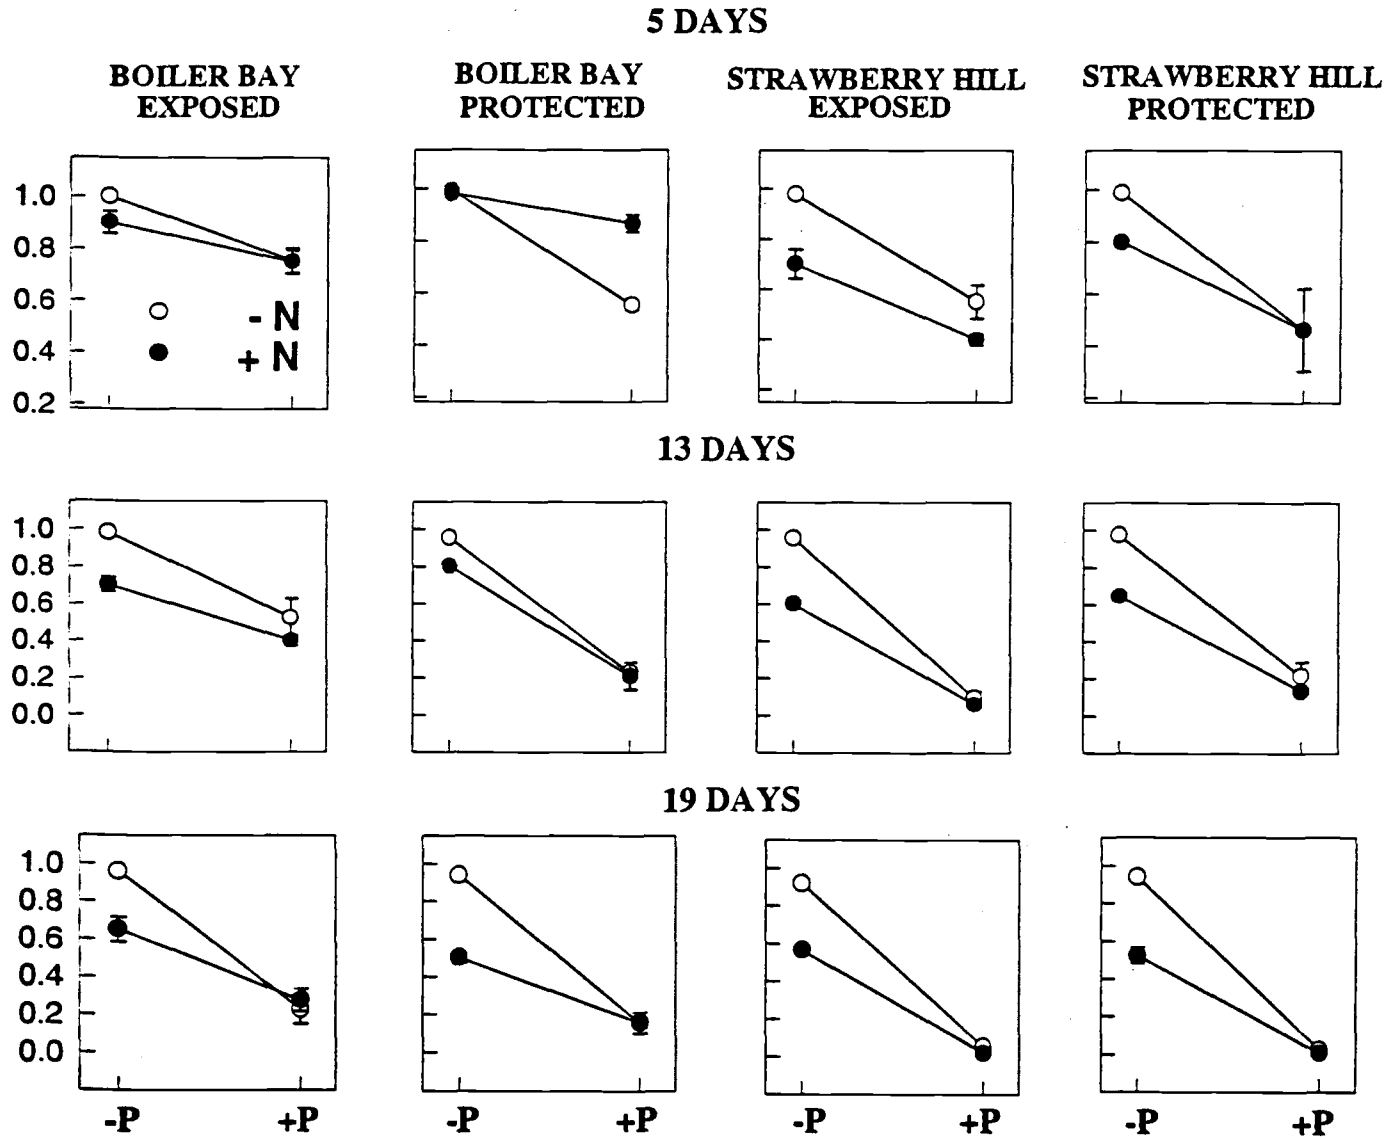 5 DAYS
BOILER BAY
EXPOSED
BOILER BAY
PROTECTED
STRAWBERRY HILL
EXPOSED
STRAWBERRY HILL
PROTECTED
1.0
0.8
0.6
0.4
0.2
- N
+ N
13 DAYS
1.0
0.8
0.6
0.4
0.2
0.0
19 DAYS
1.0
0.8
0.6
0.4
0.2
0.0
-P +P -P +P -P +P -P +P